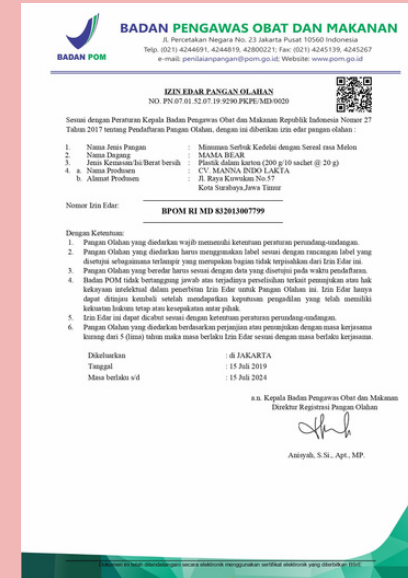 BADAN POM
BADAN PENGAWAS OBAT DAN MAKANAN
Jl. Percetakan Negara No. 23 Jakarta Pusat 10560 Indonesia
Telp. (021) 4244691, 4244819, 42800221; Fax: (021) 4245139, 4245267
e-mail: penilaianpangan@pom.go.id; Website: www.pom.go.id
IZIN EDAR PANGAN OLAHAN
NO. PN.07.01.52.07.19.9290.PKPE/MD/0020
Sesuai dengan Peraturan Kepala Badan Pengawas Obat dan Makanan Republik Indonesia Nomor 27
Tahun 2017 tentang Pendaftaran Pangan Olahan, dengan ini diberikan izin edar pangan olahan :
1. Nama Jenis Pangan : Minuman Serbuk Kedelai dengan Sereal rasa Melon
2. Nama Dagang : MAMA BEAR
3. Jenis Kemasan/Isi/Berat bersih : Plastik dalam karton (200 g/10 sachet @ 20 g)
4. a. Nama Produsen : CV. MANNA INDO LAKTA
b. Alamat Produsen : Jl. Raya Kuwukan No.57
Kota Surabaya,Jawa Timur
Nomor Izin Edar:
BPOM RI MD 832013007799
Dengan Ketentuan:
1. Pangan Olahan yang diedarkan wajib memenuhi ketentuan peraturan perundang-undangan.
2. Pangan Olahan yang diedarkan harus menggunakan label sesuai dengan rancangan label yang
disetujui sebagaimana terlampir yang merupakan bagian tidak terpisahkan dari Izin Edar ini.
3. Pangan Olahan yang beredar harus sesuai dengan data yang disetujui pada waktu pendaftaran.
4. Badan POM tidak bertanggung jawab atas terjadinya perselisihan terkait penunjukan atau hak
kekayaan intelektual dalam penerbitan Izin Edar untuk Pangan Olahan ini. Izin Edar hanya
dapat ditinjau kembali setelah mendapatkan keputusan pengadilan yang telah memiliki
kekuatan hukum tetap atau kesepakatan antar pihak.
5. Izin Edar ini dapat dicabut sesuai dengan ketentuan peraturan perundang-undangan.
6. Pangan Olahan yang diedarkan berdasarkan perjanjian atau penunjukan dengan masa kerjasama
kurang dari 5 (lima) tahun maka masa berlaku Izin Edar sesuai dengan masa berlaku kerjasama.
Dikeluarkan : di JAKARTA
Tanggal : 15 Juli 2019
Masa berlaku s/d : 15 Juli 2024
a.n. Kepala Badan Pengawas Obat dan Makanan
Direktur Registrasi Pangan Olahan
Anisyah, S.Si., Apt., MP.
Dokumen ini telah ditandatangani secara elektronik menggunakan sertifikat elektronik yang diterbitkan BSrE